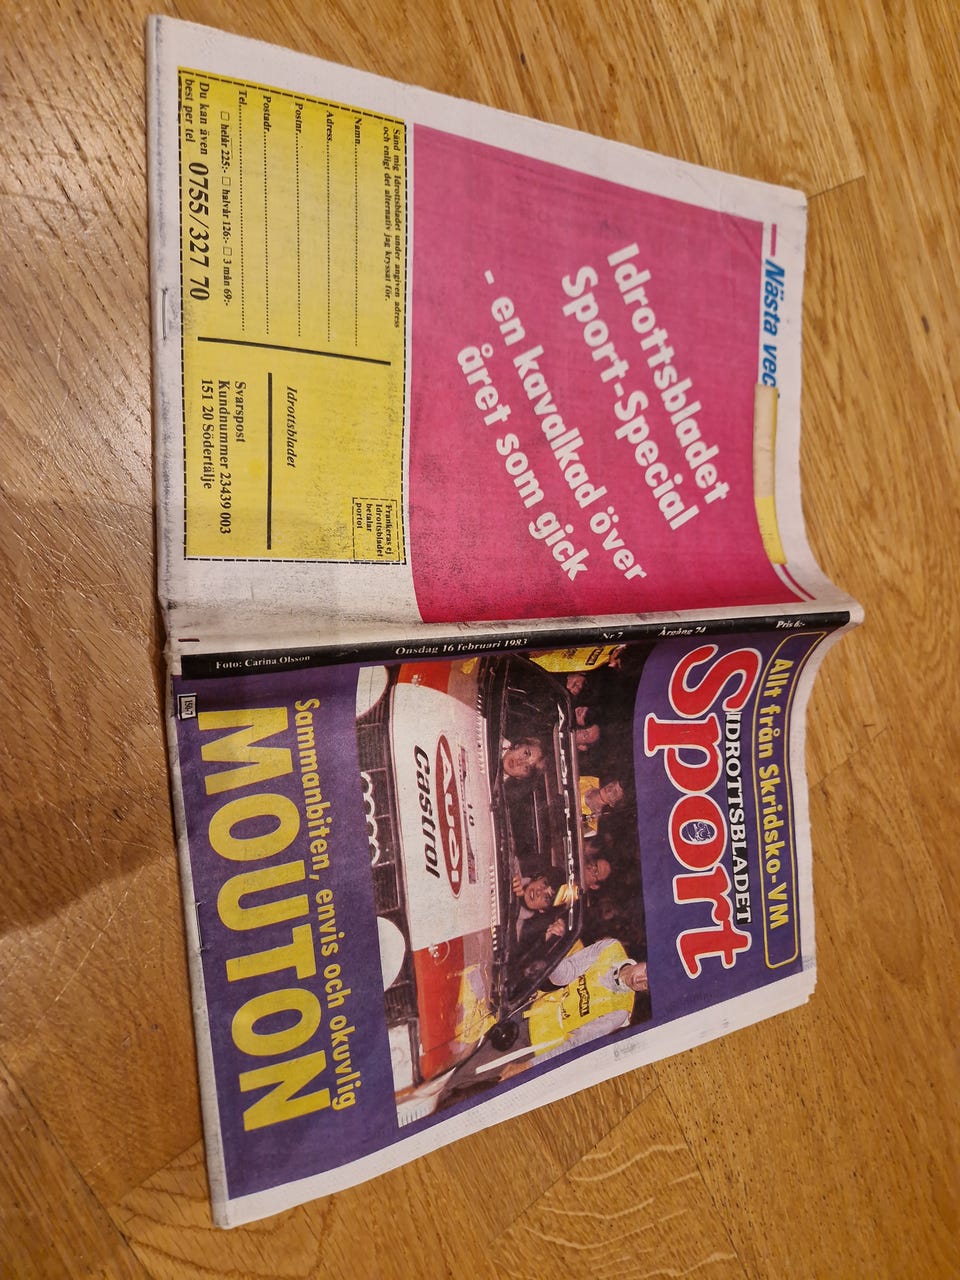 Nästa vec
Idrottsbladet
Sport-Special
- en kavalkad över
året som gick
Sänd mig Idrottsbladet under angiven adress
och enligt det alternativ jag kryssat för.
Namn
Adress
Postnr
Postadr
Tel
□ helår 225:- □ halvår 126:- □ 3 mån 69:-
Du kan även
best per tel 0755/327 70
Frankeras ej
Idrottsbladet
betalar
portot
Idrottsbladet
Svarspost
Kundnummer 23439 003
151 20 Södertälje
Pris 6:-
Årgång 74
Nr 7
Onsdag 16 februari 1983
Foto: Carina Olsson
Allt från Skridsko-VM
IDROTTSBLADET
Sport
Audi
Castrol
Sammanbiten, envis och okuvlig
MOUTON